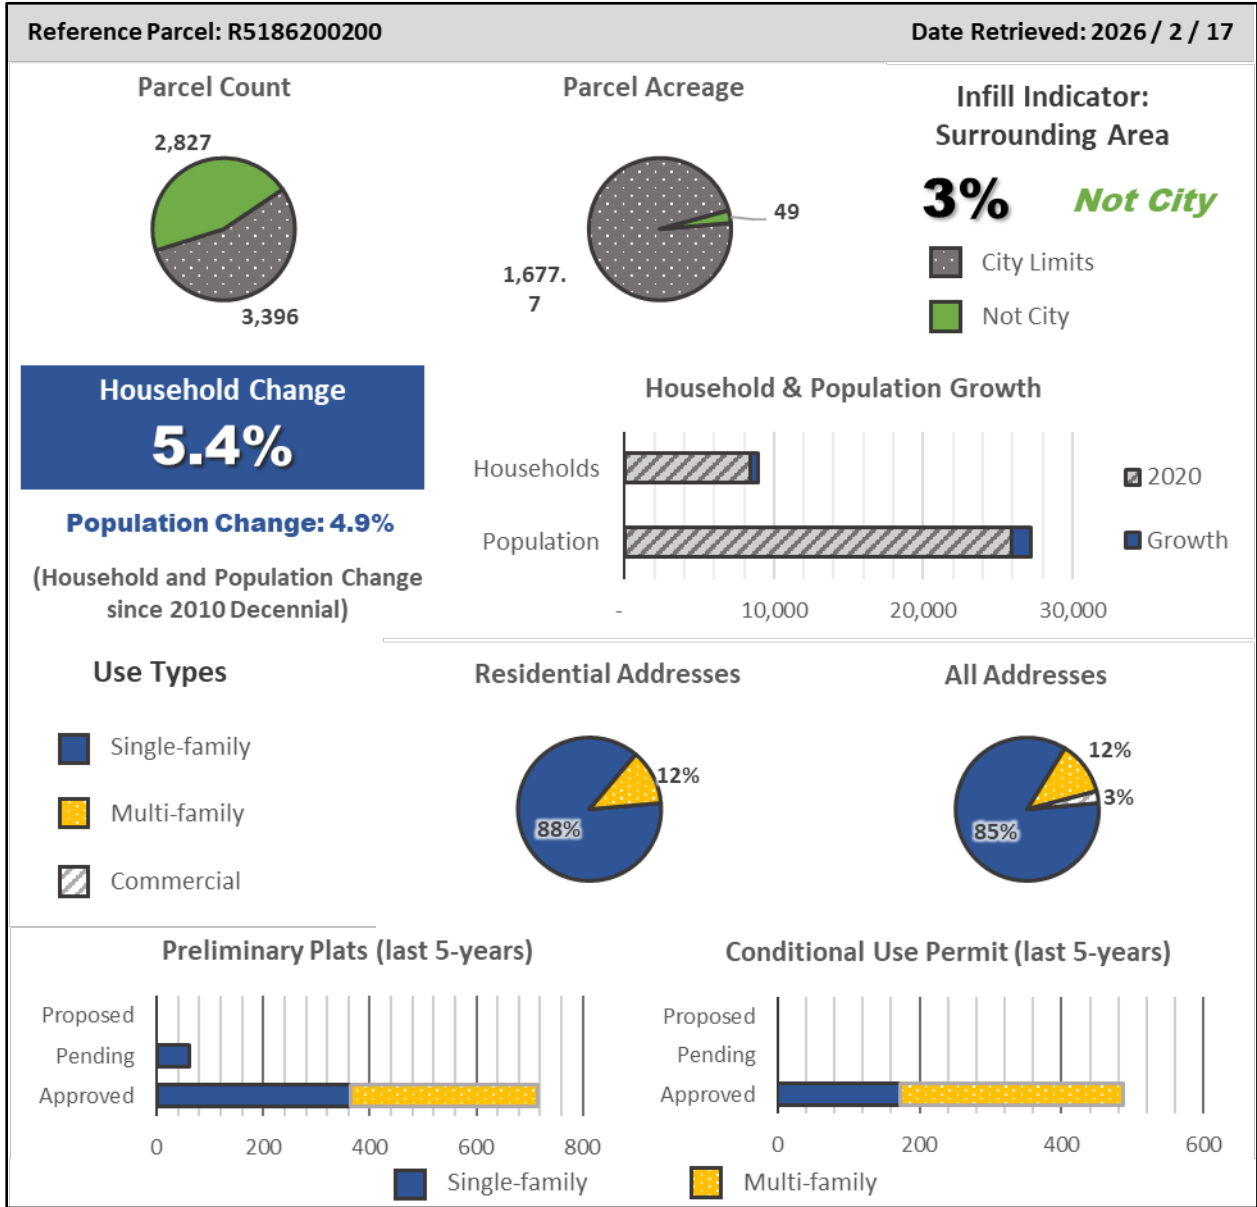 Reference Parcel: R5186200200
Date Retrieved: 2026 / 2 / 17
Parcel Count
2,827
3,396
Parcel Acreage
49
1,677.
7
Infill Indicator:
Surrounding Area
3% Not City
City Limits
Not City
Household Change
5.4%
Population Change: 4.9%
(Household and Population Change
since 2010 Decennial)
Household & Population Growth
Households
Population
- 10,000 20,000 30,000
2020
Growth
Use Types
Single-family
Multi-family
Commercial
Residential Addresses
12%
88%
All Addresses
12%
3%
85%
Preliminary Plats (last 5-years)
Proposed
Pending
Approved
0 200 400 600 800
Conditional Use Permit (last 5-years)
Proposed
Pending
Approved
0 200 400 600
Single-family
Multi-family